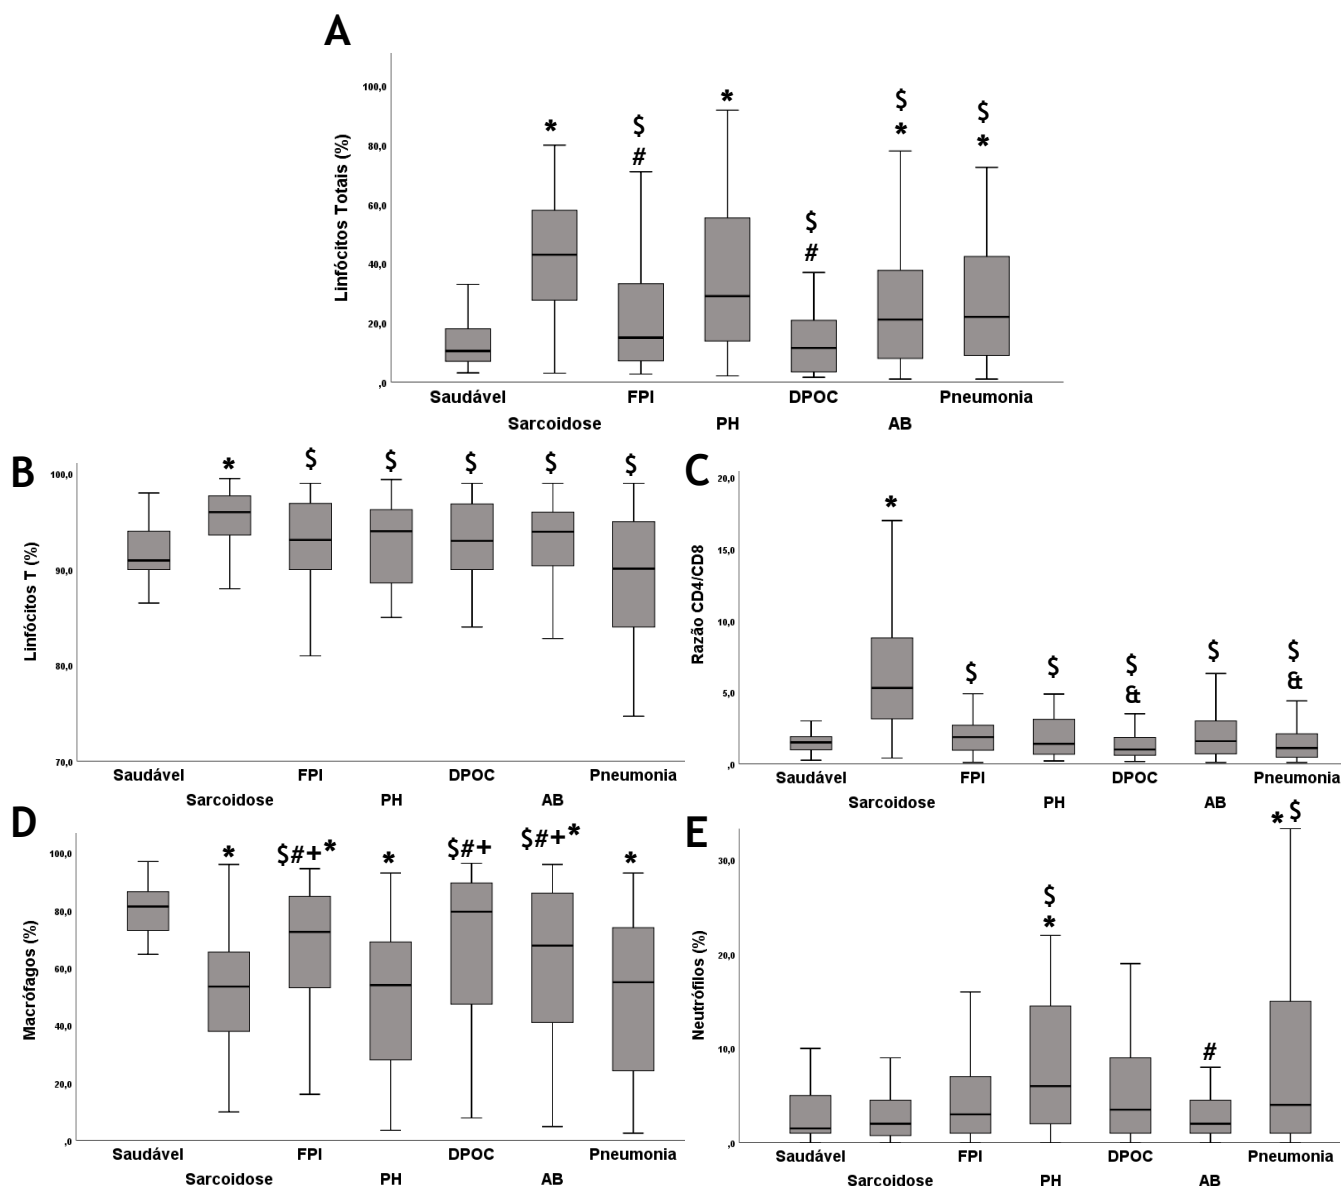 A
Linfócitos Totais (%)
100,0
80,0
60,0
40,0
20,0
,0
*
$
#
*
$
#
$
*
$
*
Saudável FPI DPOC Pneumonia
Sarcoidose PH AB
B
Linfócitos T (%)
100,0
90,0
80,0
70,0
* $ $ $ $ $
Saudável FPI DPOC Pneumonia
Sarcoidose PH AB
C
Razão CD4/CD8
20,0
15,0
10,0
5,0
,0
*
$
$
$
&
$
$
&
Saudável FPI DPOC Pneumonia
Sarcoidose PH AB
D
Macrófagos (%)
100,0
80,0
60,0
40,0
20,0
,0
* $#+* * $#+ $#+* *
Saudável FPI DPOC Pneumonia
Sarcoidose PH AB
E
Neutrófilos (%)
30,0
20,0
10,0
,0
$
*
#
* $
Saudável FPI DPOC Pneumonia
Sarcoidose PH AB